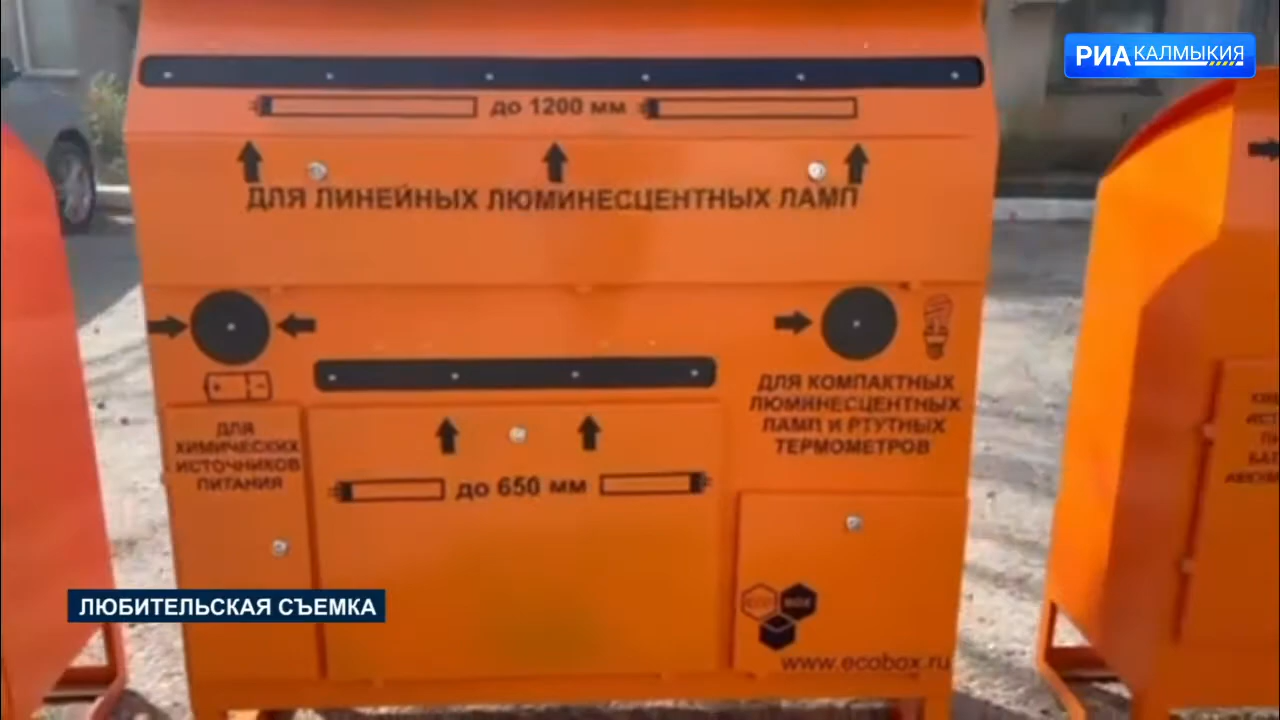 РИА КАЛМЫКИЯ
до 1200 мм
ДЛЯ ЛИНЕЙНЫХ ЛЮМИНЕСЦЕНТНЫХ ЛАМП
ДЛЯ
ХИМИЧЕСКИХ
ИСТОЧНИКОВ
ПИТАНИЯ
до 650 мм
ДЛЯ КОМПАКТНЫХ
ЛЮМИНЕСЦЕНТНЫХ
ЛАМП И РТУТНЫХ
ТЕРМОМЕТРОВ
BOX
www.ecobox.ru
ЛЮБИТЕЛЬСКАЯ СЪЕМКА